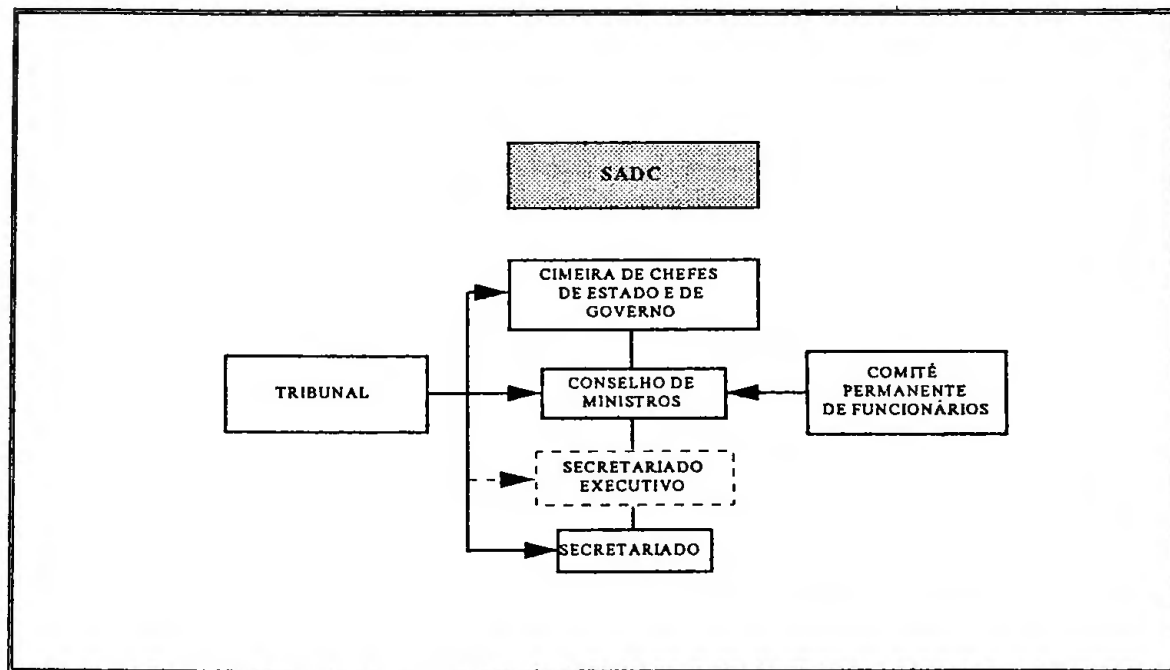 SADC
CIMEIRA DE CHEFES
DE ESTADO E DE
GOVERNO
TRIBUNAL
CONSELHO DE
MINISTROS
COMITÉ
PERMANENTE
DE FUNCIONÁRIOS
SECRETARIADO
EXECUTIVO
SECRETARIADO